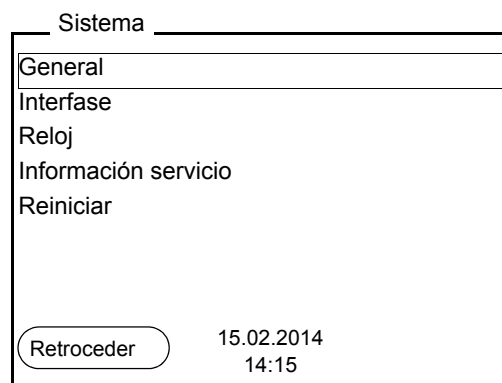 Sistema
General
Interfase
Reloj
Información servicio
Reiniciar
Retroceder
15.02.2014
14:15